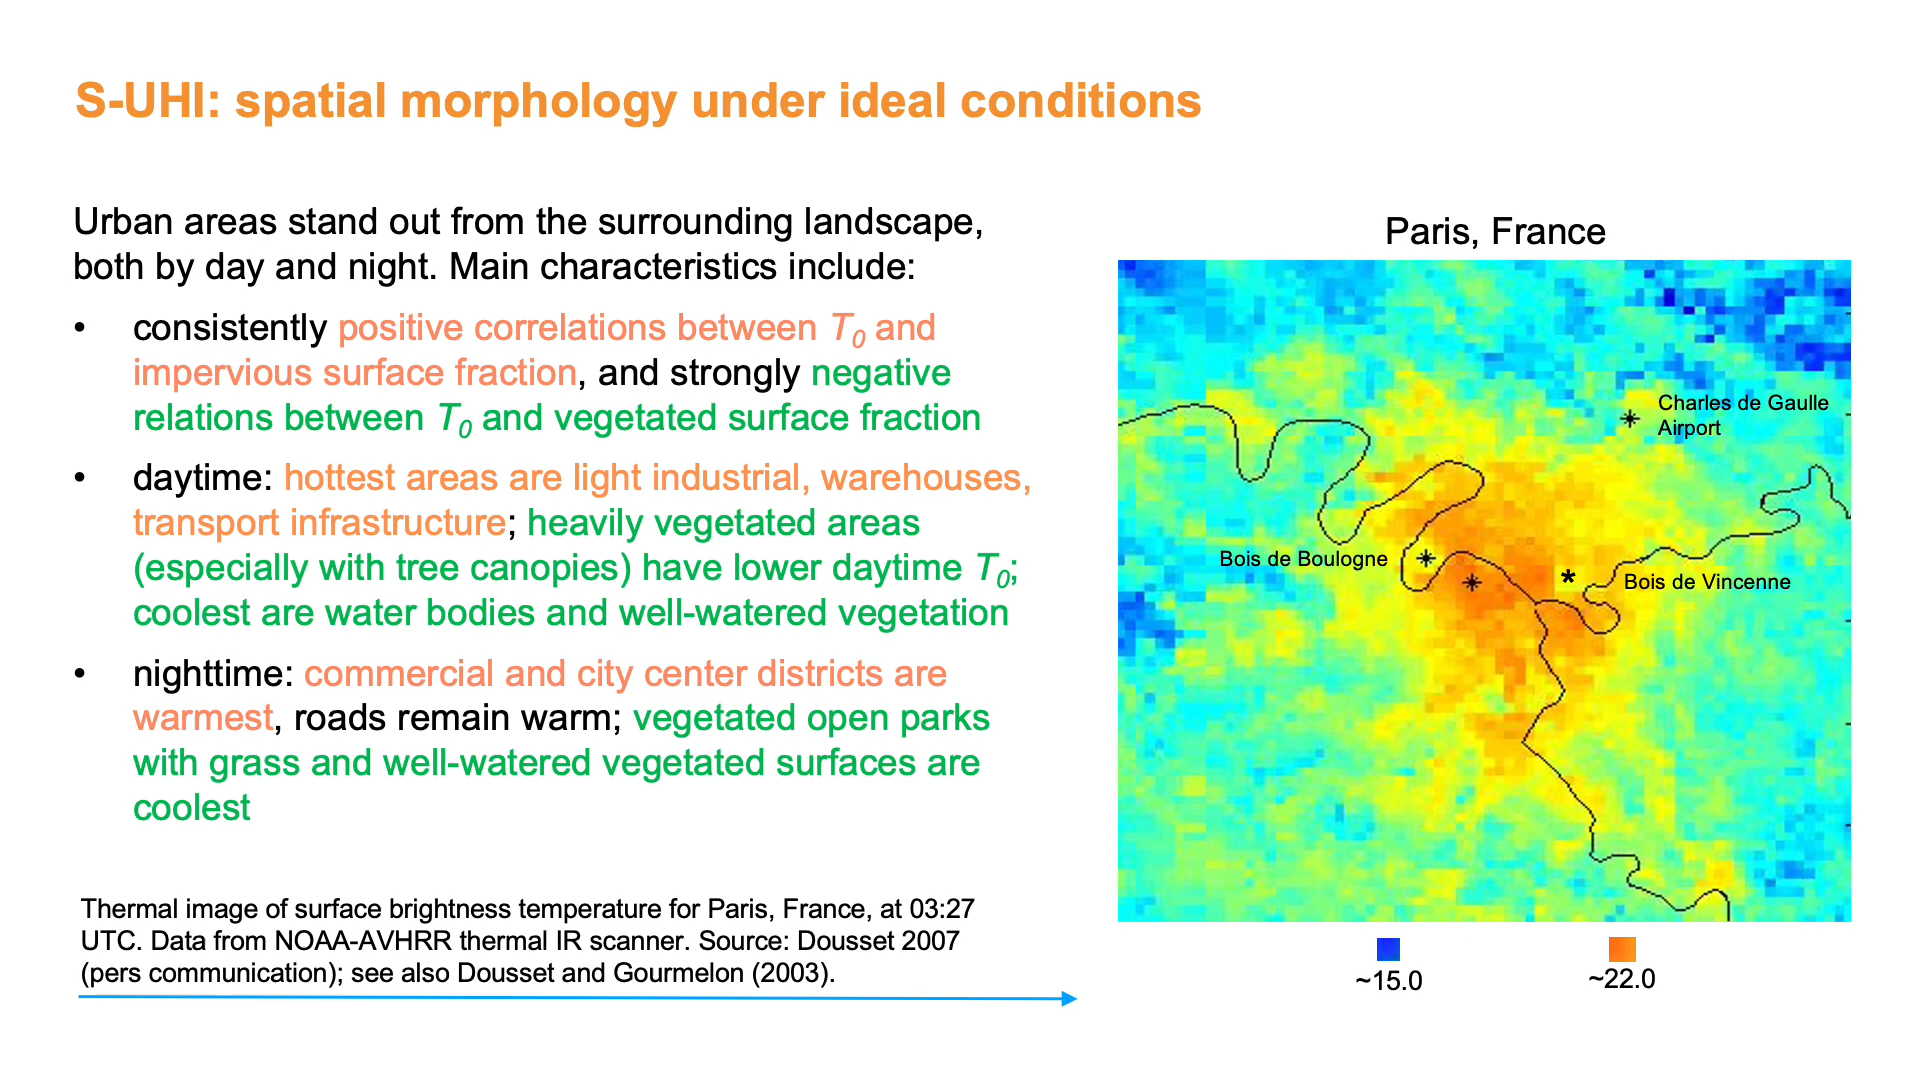 S-UHI: spatial morphology under ideal conditions
Urban areas stand out from the surrounding landscape,
both by day and night. Main characteristics include:
• consistently positive correlations between T0 and
impervious surface fraction, and strongly negative
relations between T0 and vegetated surface fraction
• daytime: hottest areas are light industrial, warehouses,
transport infrastructure; heavily vegetated areas
(especially with tree canopies) have lower daytime T0;
coolest are water bodies and well-watered vegetation
• nighttime: commercial and city center districts are
warmest, roads remain warm; vegetated open parks
with grass and well-watered vegetated surfaces are
coolest
Thermal image of surface brightness temperature for Paris, France, at 03:27
UTC. Data from NOAA-AVHRR thermal IR scanner. Source: Dousset 2007
(pers communication); see also Dousset and Gourmelon (2003).
Paris, France
Charles de Gaulle
Airport
Bois de Boulogne
Bois de Vincenne
~15.0
~22.0